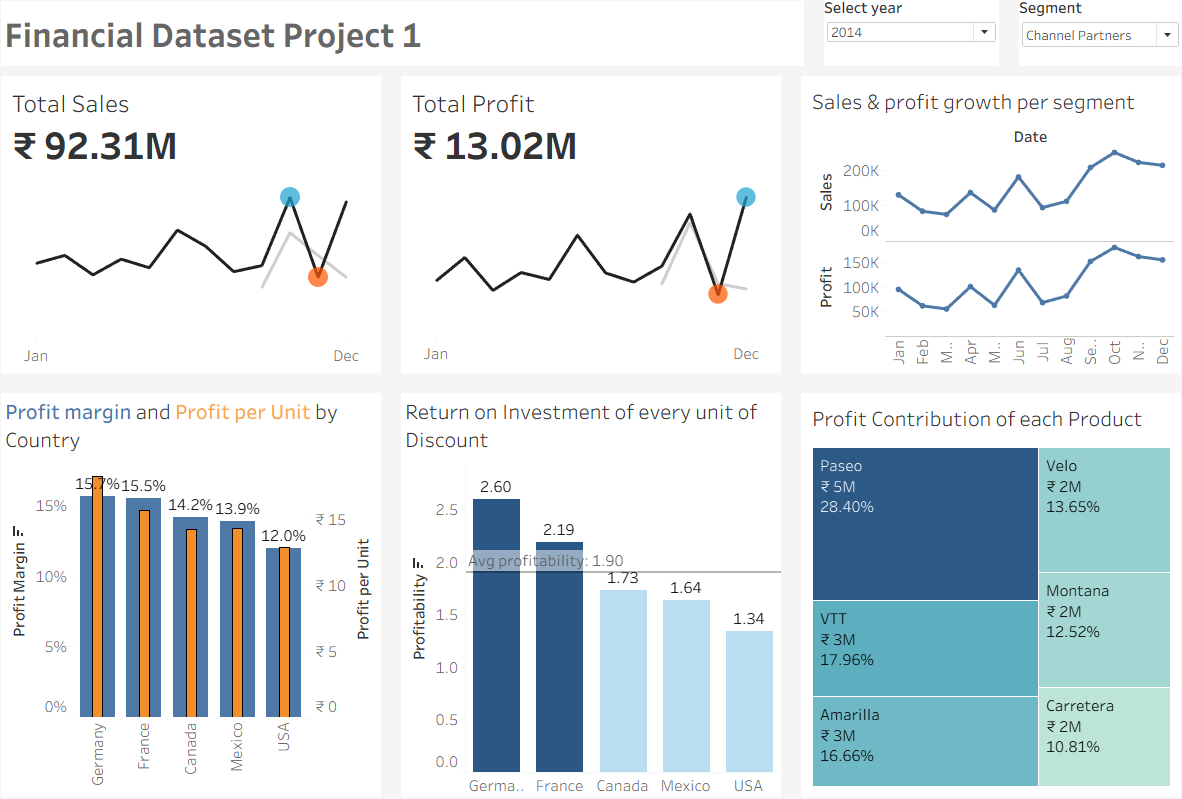 Financial Dataset Project 1
Select year
2014
Segment
Channel Partners
Total Sales
₹ 92.31M
Jan
Dec
Total Profit
₹ 13.02M
Jan
Dec
Sales & profit growth per segment
Date
Sales
200K
100K
0K
Profit
150K
100K
50K
Jan
Feb
M..
Apr
M..
Jun
Jul
Aug
Se..
Oct
N..
Dec
Profit margin and Profit per Unit by
Country
Profit Margin
15%
10%
5%
0%
15.7%
15.5%
14.2%
13.9%
12.0%
₹ 15
₹ 10
₹ 5
₹ 0
Profit per Unit
Germany
France
Canada
Mexico
USA
Return on Investment of every unit of
Discount
Profitability
2.5
2.0
1.5
1.0
0.5
0.0
2.60
2.19
Avg profitability: 1.90
1.73
1.64
1.34
Germa..
France
Canada
Mexico
USA
Profit Contribution of each Product
Paseo
₹ 5M
28.40%
VTT
₹ 3M
17.96%
Amarilla
₹ 3M
16.66%
Velo
₹ 2M
13.65%
Montana
₹ 2M
12.52%
Carretera
₹ 2M
10.81%